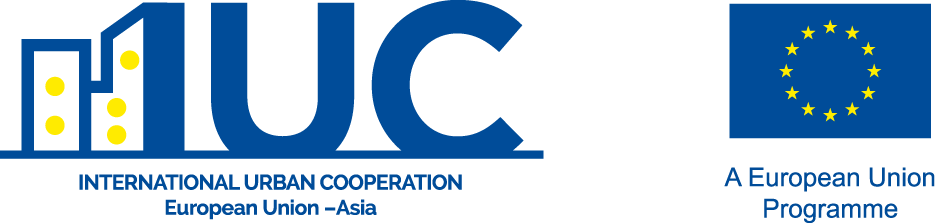 IUC
INTERNATIONAL URBAN COOPERATION
European Union –Asia
A European Union
Programme